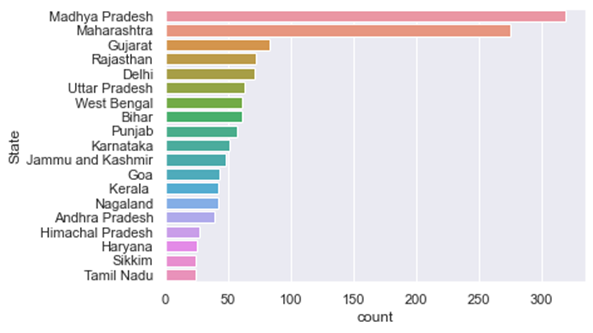 Madhya Pradesh
Maharashtra
Gujarat
Rajasthan
Delhi
Uttar Pradesh
West Bengal
Bihar
Punjab
Karnataka
Jammu and Kashmir
Goa
Kerala
Nagaland
Andhra Pradesh
Himachal Pradesh
Haryana
Sikkim
Tamil Nadu
State
0 50 100 150 200 250 300
count